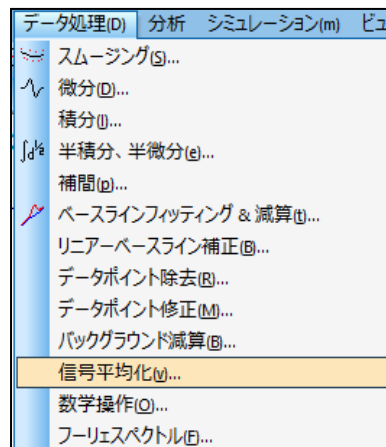 データ処理(D) 分析 シミュレーション(m) ビュ
スムージング(S)...
微分(D)...
積分(I)...
半積分、半微分(e)...
補間(p)...
ベースラインフィッティング & 減算(t)...
リニアーベースライン補正(B)...
データポイント除去(R)...
データポイント修正(M)...
バックグラウンド減算(B)...
信号平均化(v)...
数学操作(O)...
フーリェスペクトル(F)...